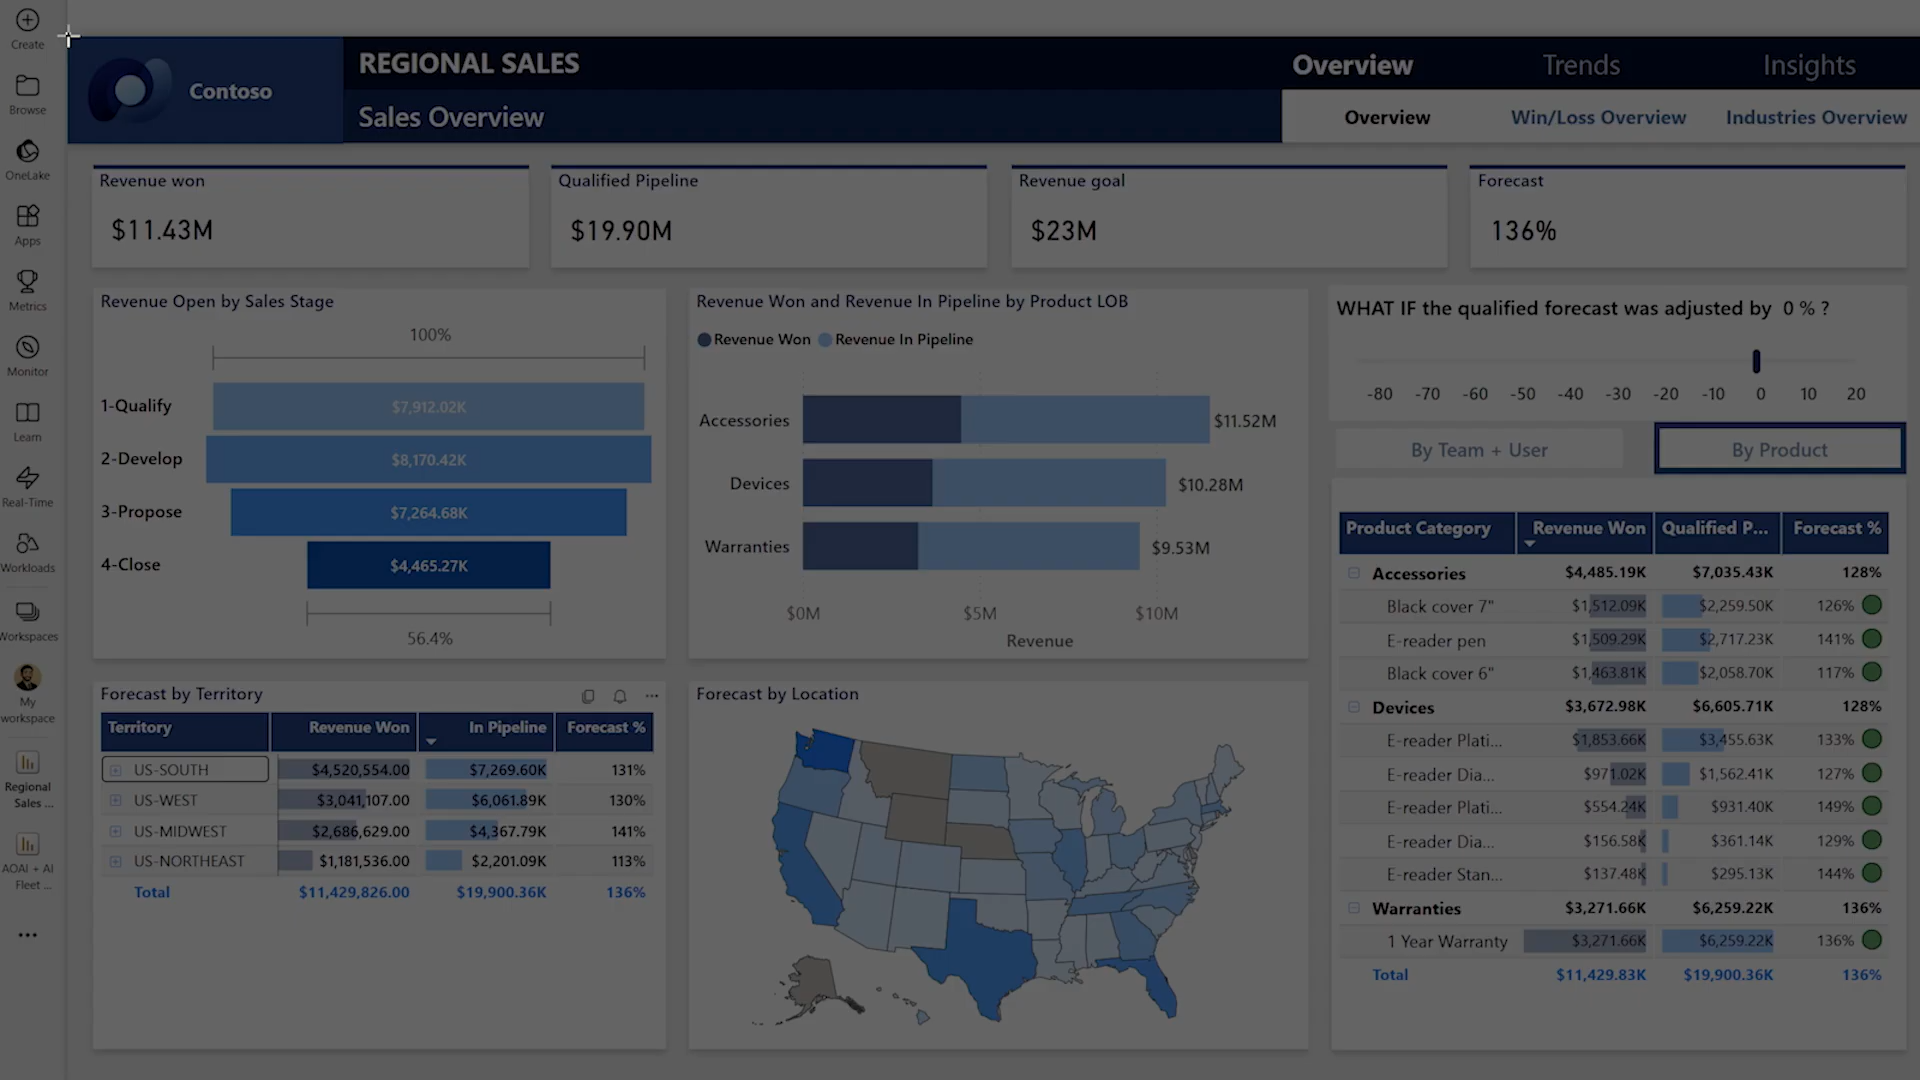 Create
Browse
OneLake
Apps
Metrics
Monitor
Learn
Real-Time
Workloads
Workspaces
My
workspace
Regional
Sales ...
AOAI + AI
Fleet ...
Contoso
REGIONAL SALES
Sales Overview
Overview Trends Insights
Overview Win/Loss Overview Industries Overview
Revenue won
$11.43M
Qualified Pipeline
$19.90M
Revenue goal
$23M
Forecast
136%
Revenue Open by Sales Stage
100%
1-Qualify $7,912.02K
2-Develop $8,170.42K
3-Propose $7,264.68K
4-Close $4,465.27K
56.4%
Revenue Won and Revenue In Pipeline by Product LOB
Revenue Won Revenue In Pipeline
Accessories $11.52M
Devices $10.28M
Warranties $9.53M
$0M $5M $10M
Revenue
WHAT IF the qualified forecast was adjusted by 0 % ?
-80 -70 -60 -50 -40 -30 -20 -10 0 10 20
By Team + User By Product
Product Category Revenue Won Qualified P... Forecast %
Accessories $4,485.19K $7,035.43K 128%
Black cover 7" $1,512.09K $2,259.50K 126%
E-reader pen $1,509.29K $2,717.23K 141%
Black cover 6" $1,463.81K $2,058.70K 117%
Devices $3,672.98K $6,605.71K 128%
E-reader Plati... $1,853.66K $3,455.63K 133%
E-reader Dia... $971.02K $1,562.41K 127%
E-reader Plati... $554.24K $931.40K 149%
E-reader Dia... $156.58K $361.14K 129%
E-reader Stan... $137.48K $295.13K 144%
Warranties $3,271.66K $6,259.22K 136%
1 Year Warranty $3,271.66K $6,259.22K 136%
Total $11,429.83K $19,900.36K 136%
Forecast by Territory
Territory Revenue Won In Pipeline Forecast %
US-SOUTH $4,520,554.00 $7,269.60K 131%
US-WEST $3,041,107.00 $6,061.89K 130%
US-MIDWEST $2,686,629.00 $4,367.79K 141%
US-NORTHEAST $1,181,536.00 $2,201.09K 113%
Total $11,429,826.00 $19,900.36K 136%
Forecast by Location